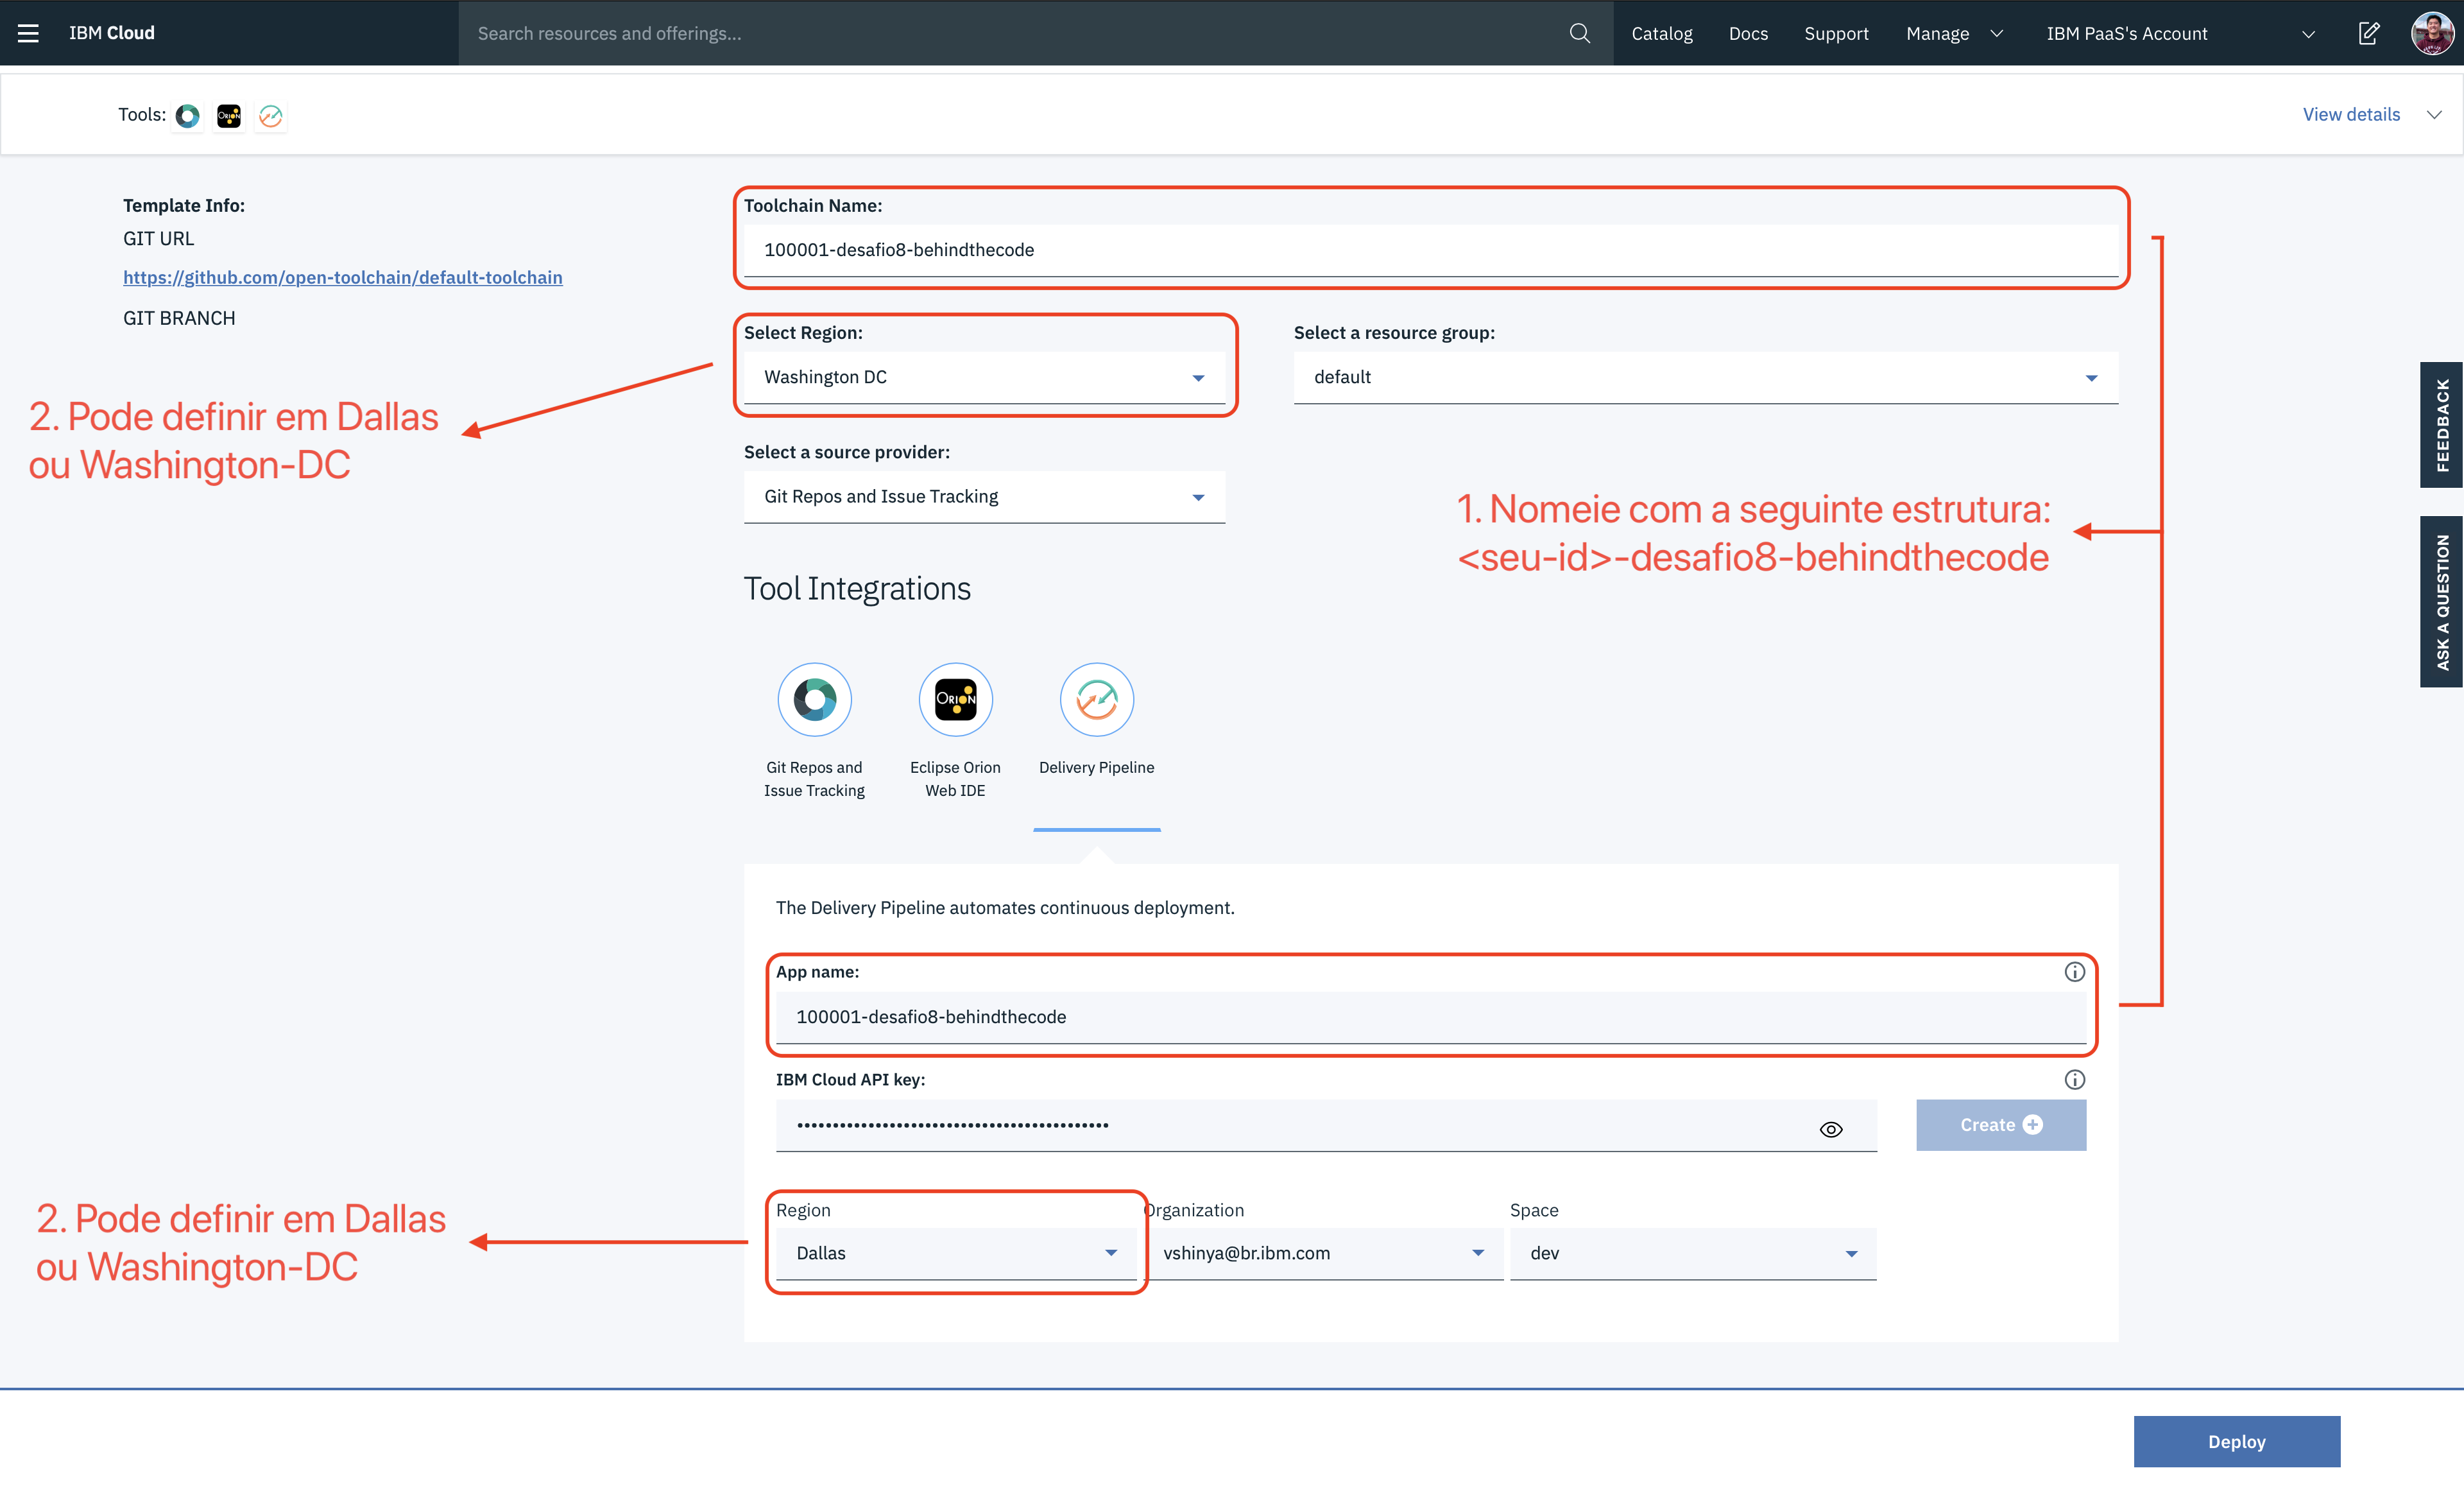 IBM Cloud
Search resources and offerings...
Catalog
Docs
Support
Manage
IBM PaaS's Account
Tools:
ORION
View details
Template Info:
GIT URL
https://github.com/open-toolchain/default-toolchain
GIT BRANCH
Toolchain Name:
100001-desafio8-behindthecode
Select Region:
Washington DC
Select a resource group:
default
2. Pode definir em Dallas
ou Washington-DC
Select a source provider:
Git Repos and Issue Tracking
1. Nomeie com a seguinte estrutura:
<seu-id>-desafio8-behindthecode
FEEDBACK
ASK A QUESTION
Tool Integrations
ORION
Git Repos and
Issue Tracking
Eclipse Orion
Web IDE
Delivery Pipeline
The Delivery Pipeline automates continuous deployment.
App name:
100001-desafio8-behindthecode
IBM Cloud API key:
••••••••••••••••••••••••••••••••••••••••••••
Create
2. Pode definir em Dallas
ou Washington-DC
Region
Dallas
Organization
vshinya@br.ibm.com
Space
dev
Deploy